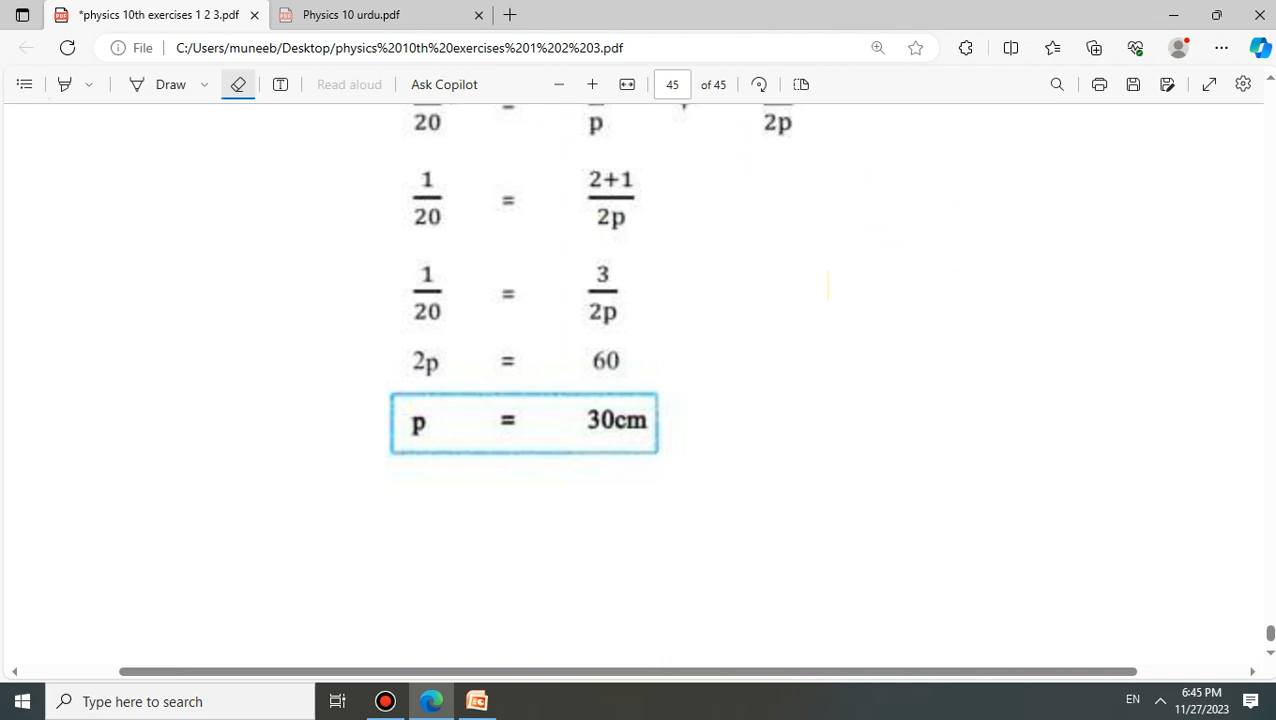 *physics 10th exercises 1 2 3.pdf
Physics 10 urdu.pdf
File C:/Users/muneeb/Desktop/physics%2010th%20exercises%201%202%203.pdf
Draw
Read aloud
Ask Copilot
45 of 45
20 = p + 2p
1/20 = 2+1/2p
1/20 = 3/2p
2p = 60
p = 30cm
Type here to search
EN
6:45 PM
11/27/2023